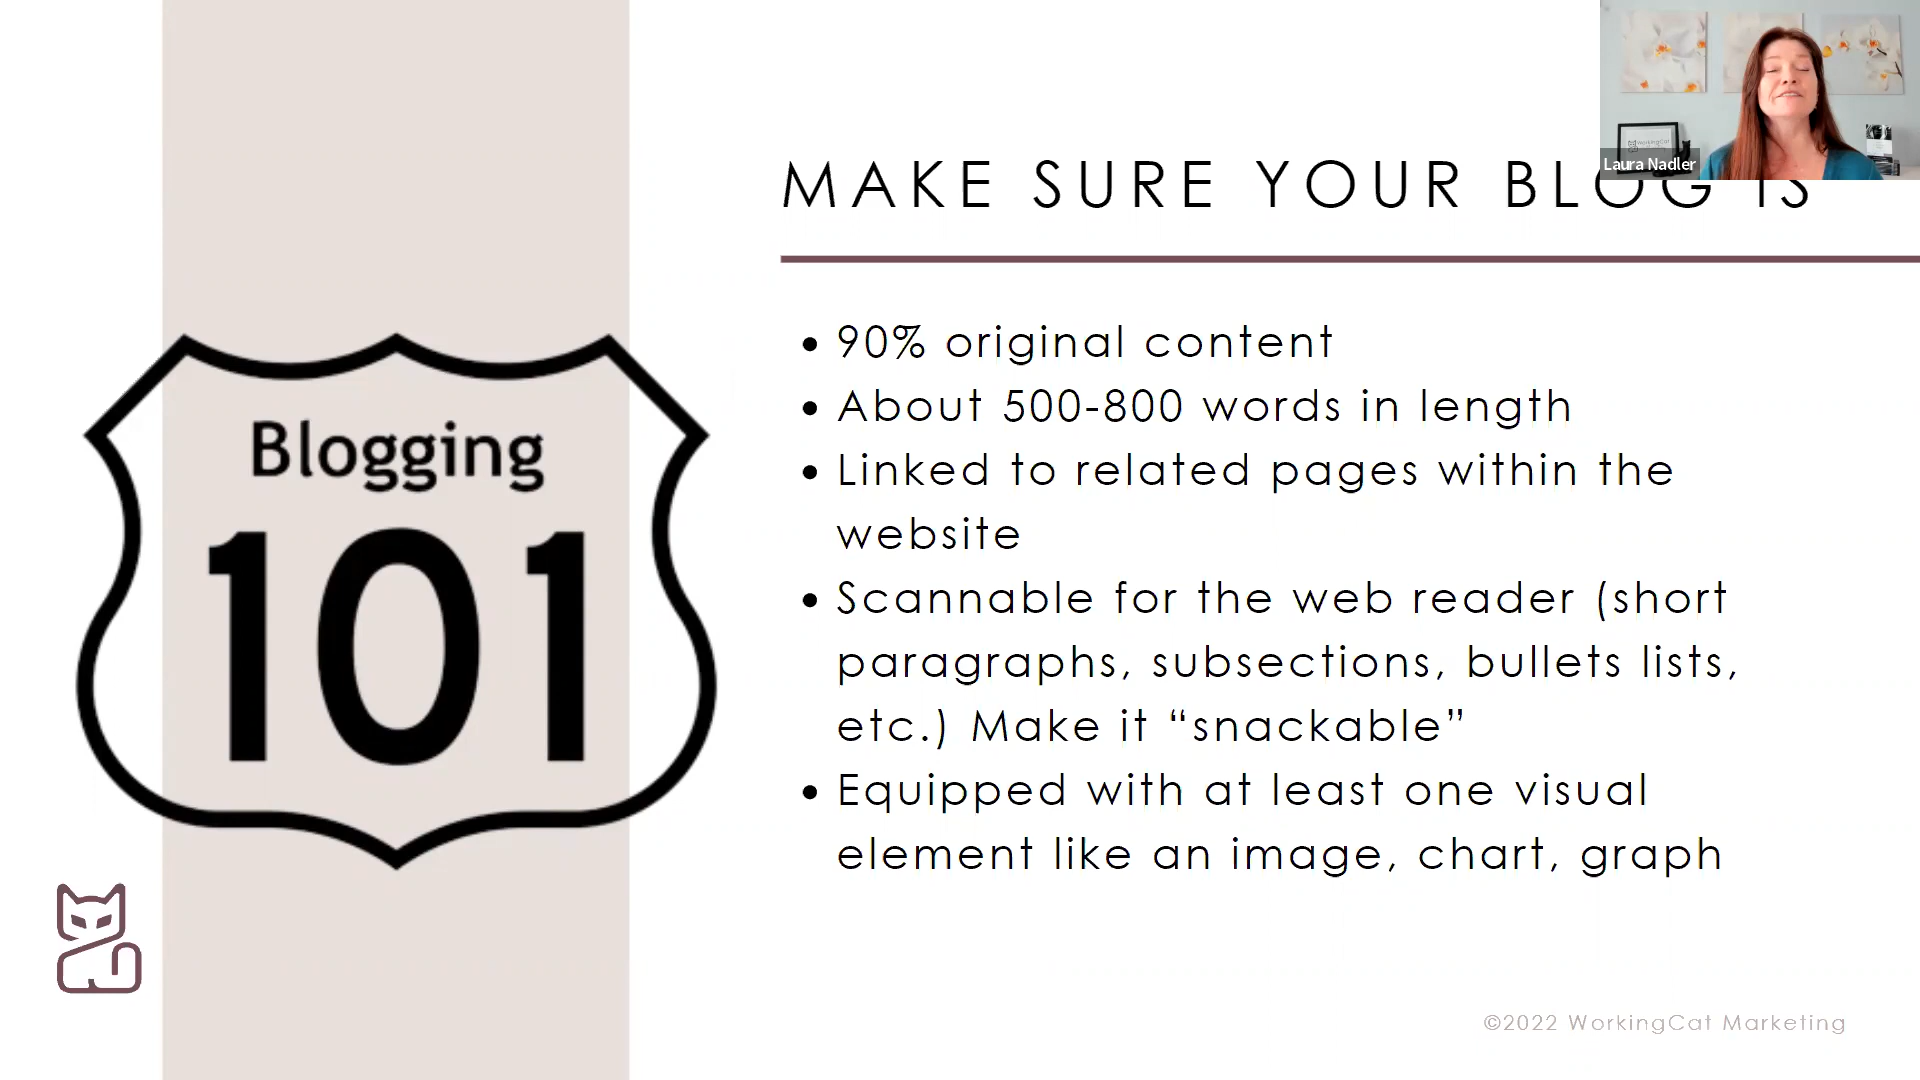 Laura Nadler
MAKE SURE YOUR BLOG IS
Blogging
101
• 90% original content
• About 500-800 words in length
• Linked to related pages within the
website
• Scannable for the web reader (short
paragraphs, subsections, bullets lists,
etc.) Make it “snackable”
• Equipped with at least one visual
element like an image, chart, graph
©2022 WorkingCat Marketing